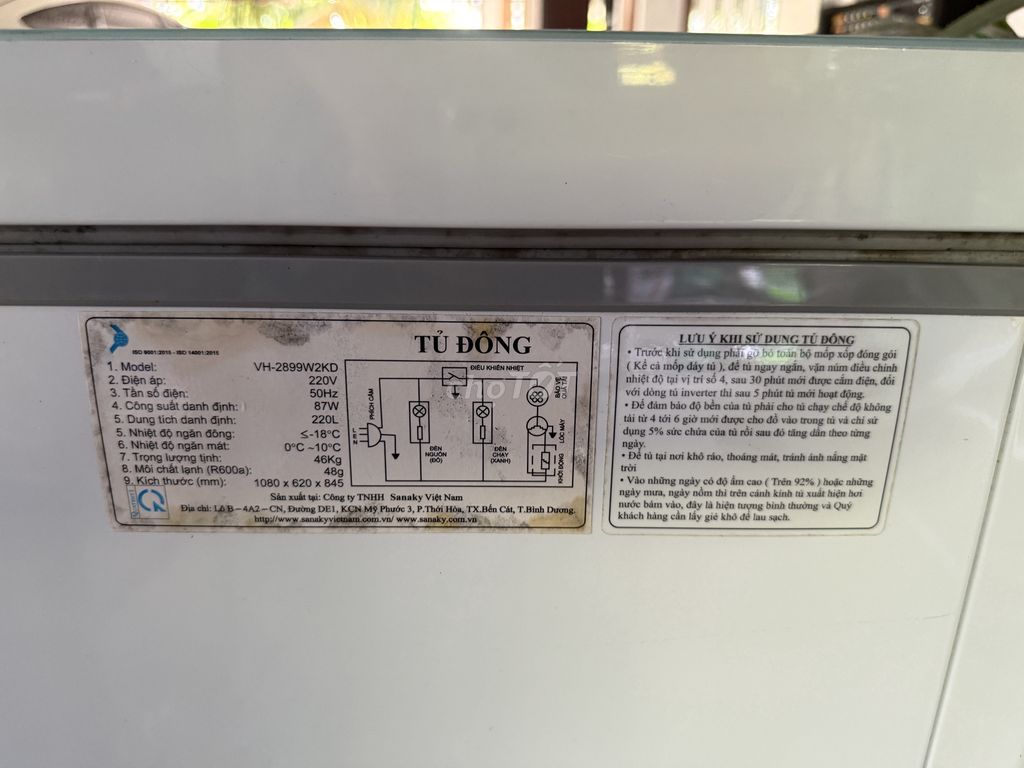 ISO 9001:2015 - ISO 14001:2015
TỦ ĐÔNG
1. Model: VH-2899W2KD
2. Điện áp: 220V
3. Tần số điện: 50Hz
4. Công suất danh định: 87W
5. Dung tích danh định: 220L
5. Nhiệt độ ngăn đông: ≤-18°C
6. Nhiệt độ ngăn mát: 0°C ~10°C
7. Trọng lượng tịnh: 46Kg
8. Môi chất lạnh (R600a): 48g
9. Kích thước (mm): 1080 x 620 x 845
ĐIỀU KHIỂN NHIỆT
PHÍCH CẮM
BẢO VỆ
QUÁ TẢI
LỐC MÁY
KHỞI ĐỘNG
ĐÈN
NGUỒN
(ĐỎ)
ĐÈN
CHẠY
(XANH)
Sản xuất tại: Công ty TNHH Sanaky Việt Nam
Địa chỉ: Lô B – 4A2 – CN, Đường DE1, KCN Mỹ Phước 3, P.Thới Hòa, TX.Bến Cát, T.Bình Dương.
http://www.sanakyvietnam.com.vn/ www.sanaky.com.vn
LƯU Ý KHI SỬ DỤNG TỦ ĐÔNG
• Trước khi sử dụng phải gỡ bỏ toàn bộ mốp xốp đóng gói
( Kể cả mốp đáy tủ ), để tủ ngay ngắn, vặn núm điều chỉnh
nhiệt độ tại vị trí số 4, sau 30 phút mới được cắm điện, đối
với dòng tủ inverter thì sau 5 phút tủ mới hoạt động.
• Để đảm bảo độ bền của tủ phải cho tủ chạy chế độ không
tải từ 4 tới 6 giờ mới được cho đồ vào trong tủ và chỉ sử
dụng 5% sức chứa của tủ rồi sau đó tăng dần theo từng
ngày.
• Để tủ tại nơi khô ráo, thoáng mát, tránh ánh nắng mặt
trời
• Vào những ngày có độ ẩm cao ( Trên 92% ) hoặc những
ngày mưa, ngày nồm thì trên cánh kính tủ xuất hiện hơi
nước bám vào, đây là hiện tượng bình thường và Quý
khách hàng cần lấy giẻ khô để lau sạch.